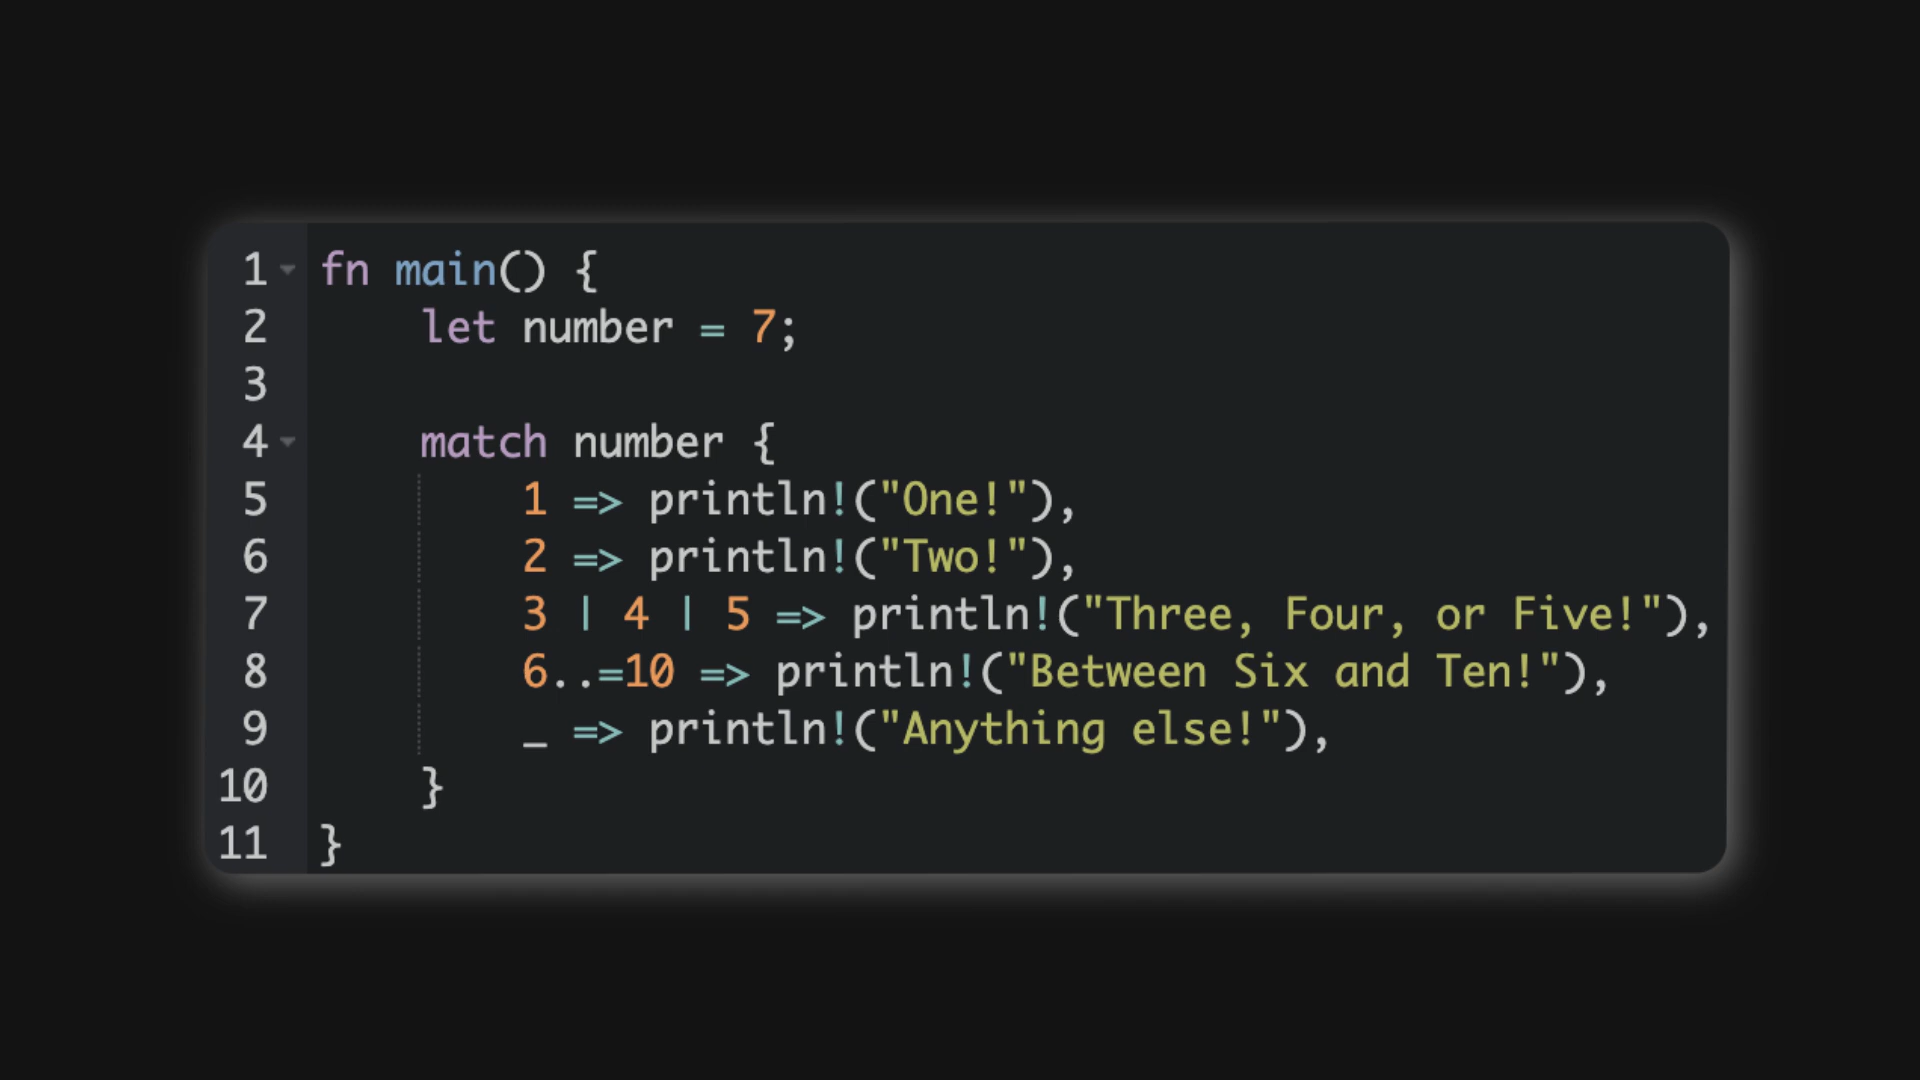 1 fn main() {
2     let number = 7;
3
4     match number {
5         1 => println!("One!"),
6         2 => println!("Two!"),
7         3 | 4 | 5 => println!("Three, Four, or Five!"),
8         6..=10 => println!("Between Six and Ten!"),
9         _ => println!("Anything else!"),
10     }
11 }